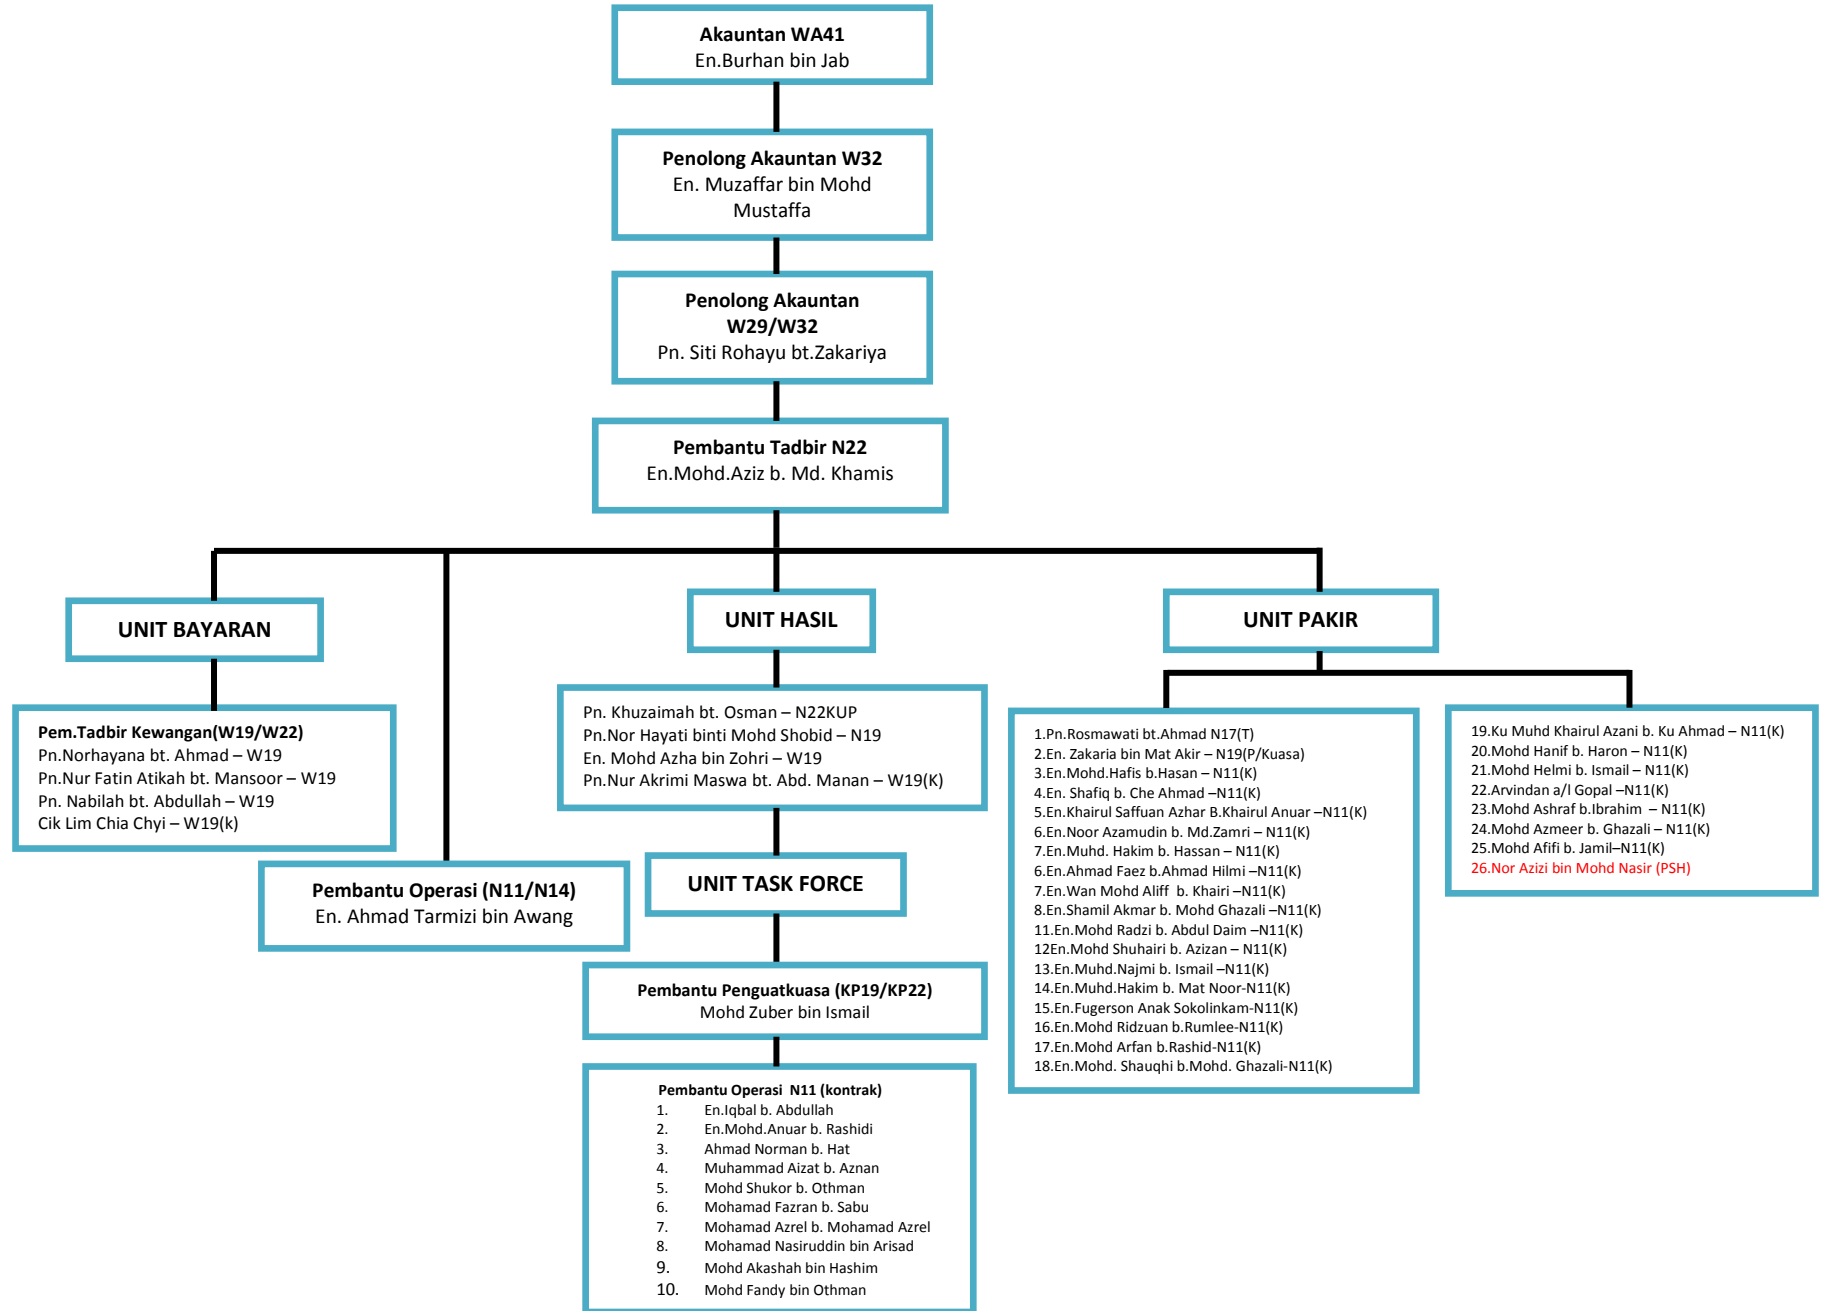 Akauntan WA41
En.Burhan bin Jab
Penolong Akauntan W32
En. Muzaffar bin Mohd
Mustaffa
Penolong Akauntan
W29/W32
Pn. Siti Rohayu bt.Zakariya
Pembantu Tadbir N22
En.Mohd.Aziz b. Md. Khamis
UNIT BAYARAN
Pem.Tadbir Kewangan(W19/W22)
Pn.Norhayana bt. Ahmad – W19
Pn.Nur Fatin Atikah bt. Mansoor – W19
Pn. Nabilah bt. Abdullah – W19
Cik Lim Chia Chyi – W19(k)
Pembantu Operasi (N11/N14)
En. Ahmad Tarmizi bin Awang
UNIT HASIL
Pn. Khuzaimah bt. Osman – N22KUP
Pn.Nor Hayati binti Mohd Shobid – N19
En. Mohd Azha bin Zohri – W19
Pn.Nur Akrimi Maswa bt. Abd. Manan – W19(K)
UNIT TASK FORCE
Pembantu Penguatkuasa (KP19/KP22)
Mohd Zuber bin Ismail
Pembantu Operasi  N11 (kontrak)
1. En.Iqbal b. Abdullah
2. En.Mohd.Anuar b. Rashidi
3. Ahmad Norman b. Hat
4. Muhammad Aizat b. Aznan
5. Mohd Shukor b. Othman
6. Mohamad Fazran b. Sabu
7. Mohamad Azrel b. Mohamad Azrel
8. Mohamad Nasiruddin bin Arisad
9. Mohd Akashah bin Hashim
10. Mohd Fandy bin Othman
UNIT PAKIR
1.Pn.Rosmawati bt.Ahmad N17(T)
2.En. Zakaria bin Mat Akir – N19(P/Kuasa)
3.En.Mohd.Hafis b.Hasan – N11(K)
4.En. Shafiq b. Che Ahmad –N11(K)
5.En.Khairul Saffuan Azhar B.Khairul Anuar –N11(K)
6.En.Noor Azamudin b. Md.Zamri – N11(K)
7.En.Muhd. Hakim b. Hassan – N11(K)
6.En.Ahmad Faez b.Ahmad Hilmi –N11(K)
7.En.Wan Mohd Aliff  b. Khairi –N11(K)
8.En.Shamil Akmar b. Mohd Ghazali –N11(K)
11.En.Mohd Radzi b. Abdul Daim –N11(K)
12En.Mohd Shuhairi b. Azizan – N11(K)
13.En.Muhd.Najmi b. Ismail –N11(K)
14.En.Muhd.Hakim b. Mat Noor-N11(K)
15.En.Fugerson Anak Sokolinkam-N11(K)
16.En.Mohd Ridzuan b.Rumlee-N11(K)
17.En.Mohd Arfan b.Rashid-N11(K)
18.En.Mohd. Shauqhi b.Mohd. Ghazali-N11(K)
19.Ku Muhd Khairul Azani b. Ku Ahmad – N11(K)
20.Mohd Hanif b. Haron – N11(K)
21.Mohd Helmi b. Ismail – N11(K)
22.Arvindan a/l Gopal –N11(K)
23.Mohd Ashraf b.Ibrahim  – N11(K)
24.Mohd Azmeer b. Ghazali – N11(K)
25.Mohd Afifi b. Jamil–N11(K)
26.Nor Azizi bin Mohd Nasir (PSH)